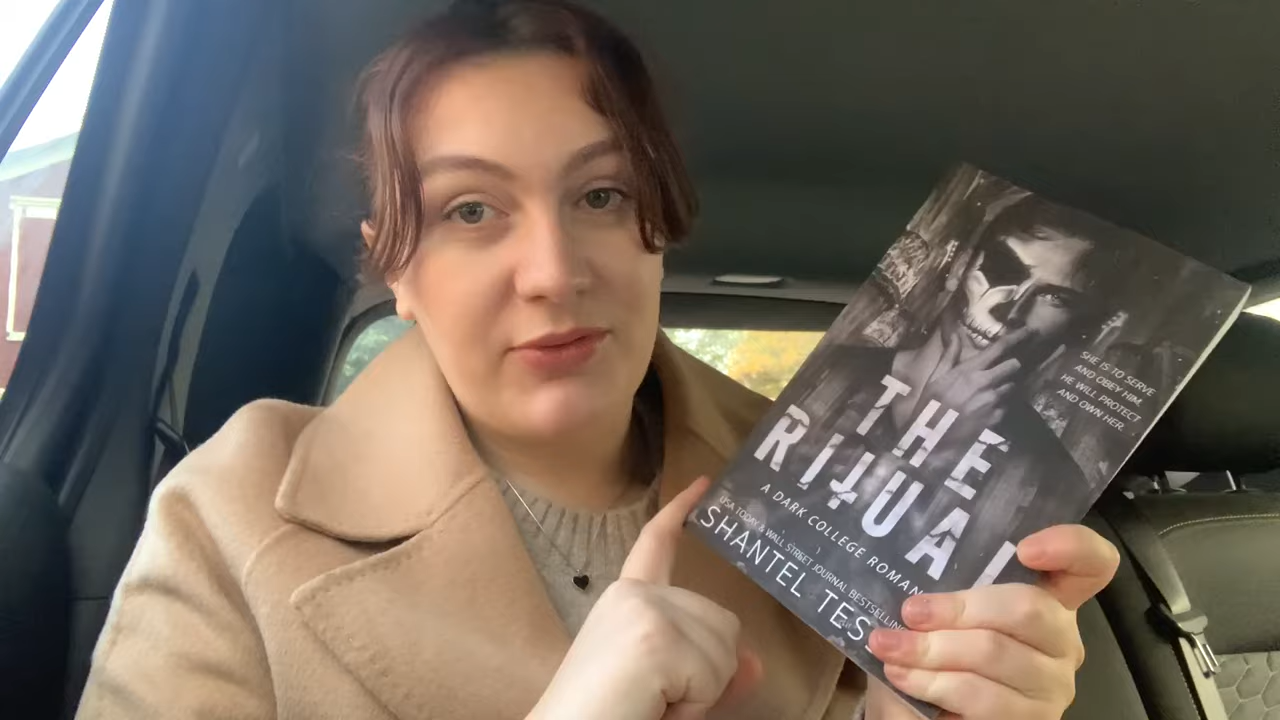 SHE IS TO SERVE
AND OBEY HIM.
HE WILL PROTECT
AND OWN HER.
THE
RITUAL
A DARK COLLEGE ROMAN
USA TODAY & WALL STREET JOURNAL BESTSELLING
SHANTEL TES